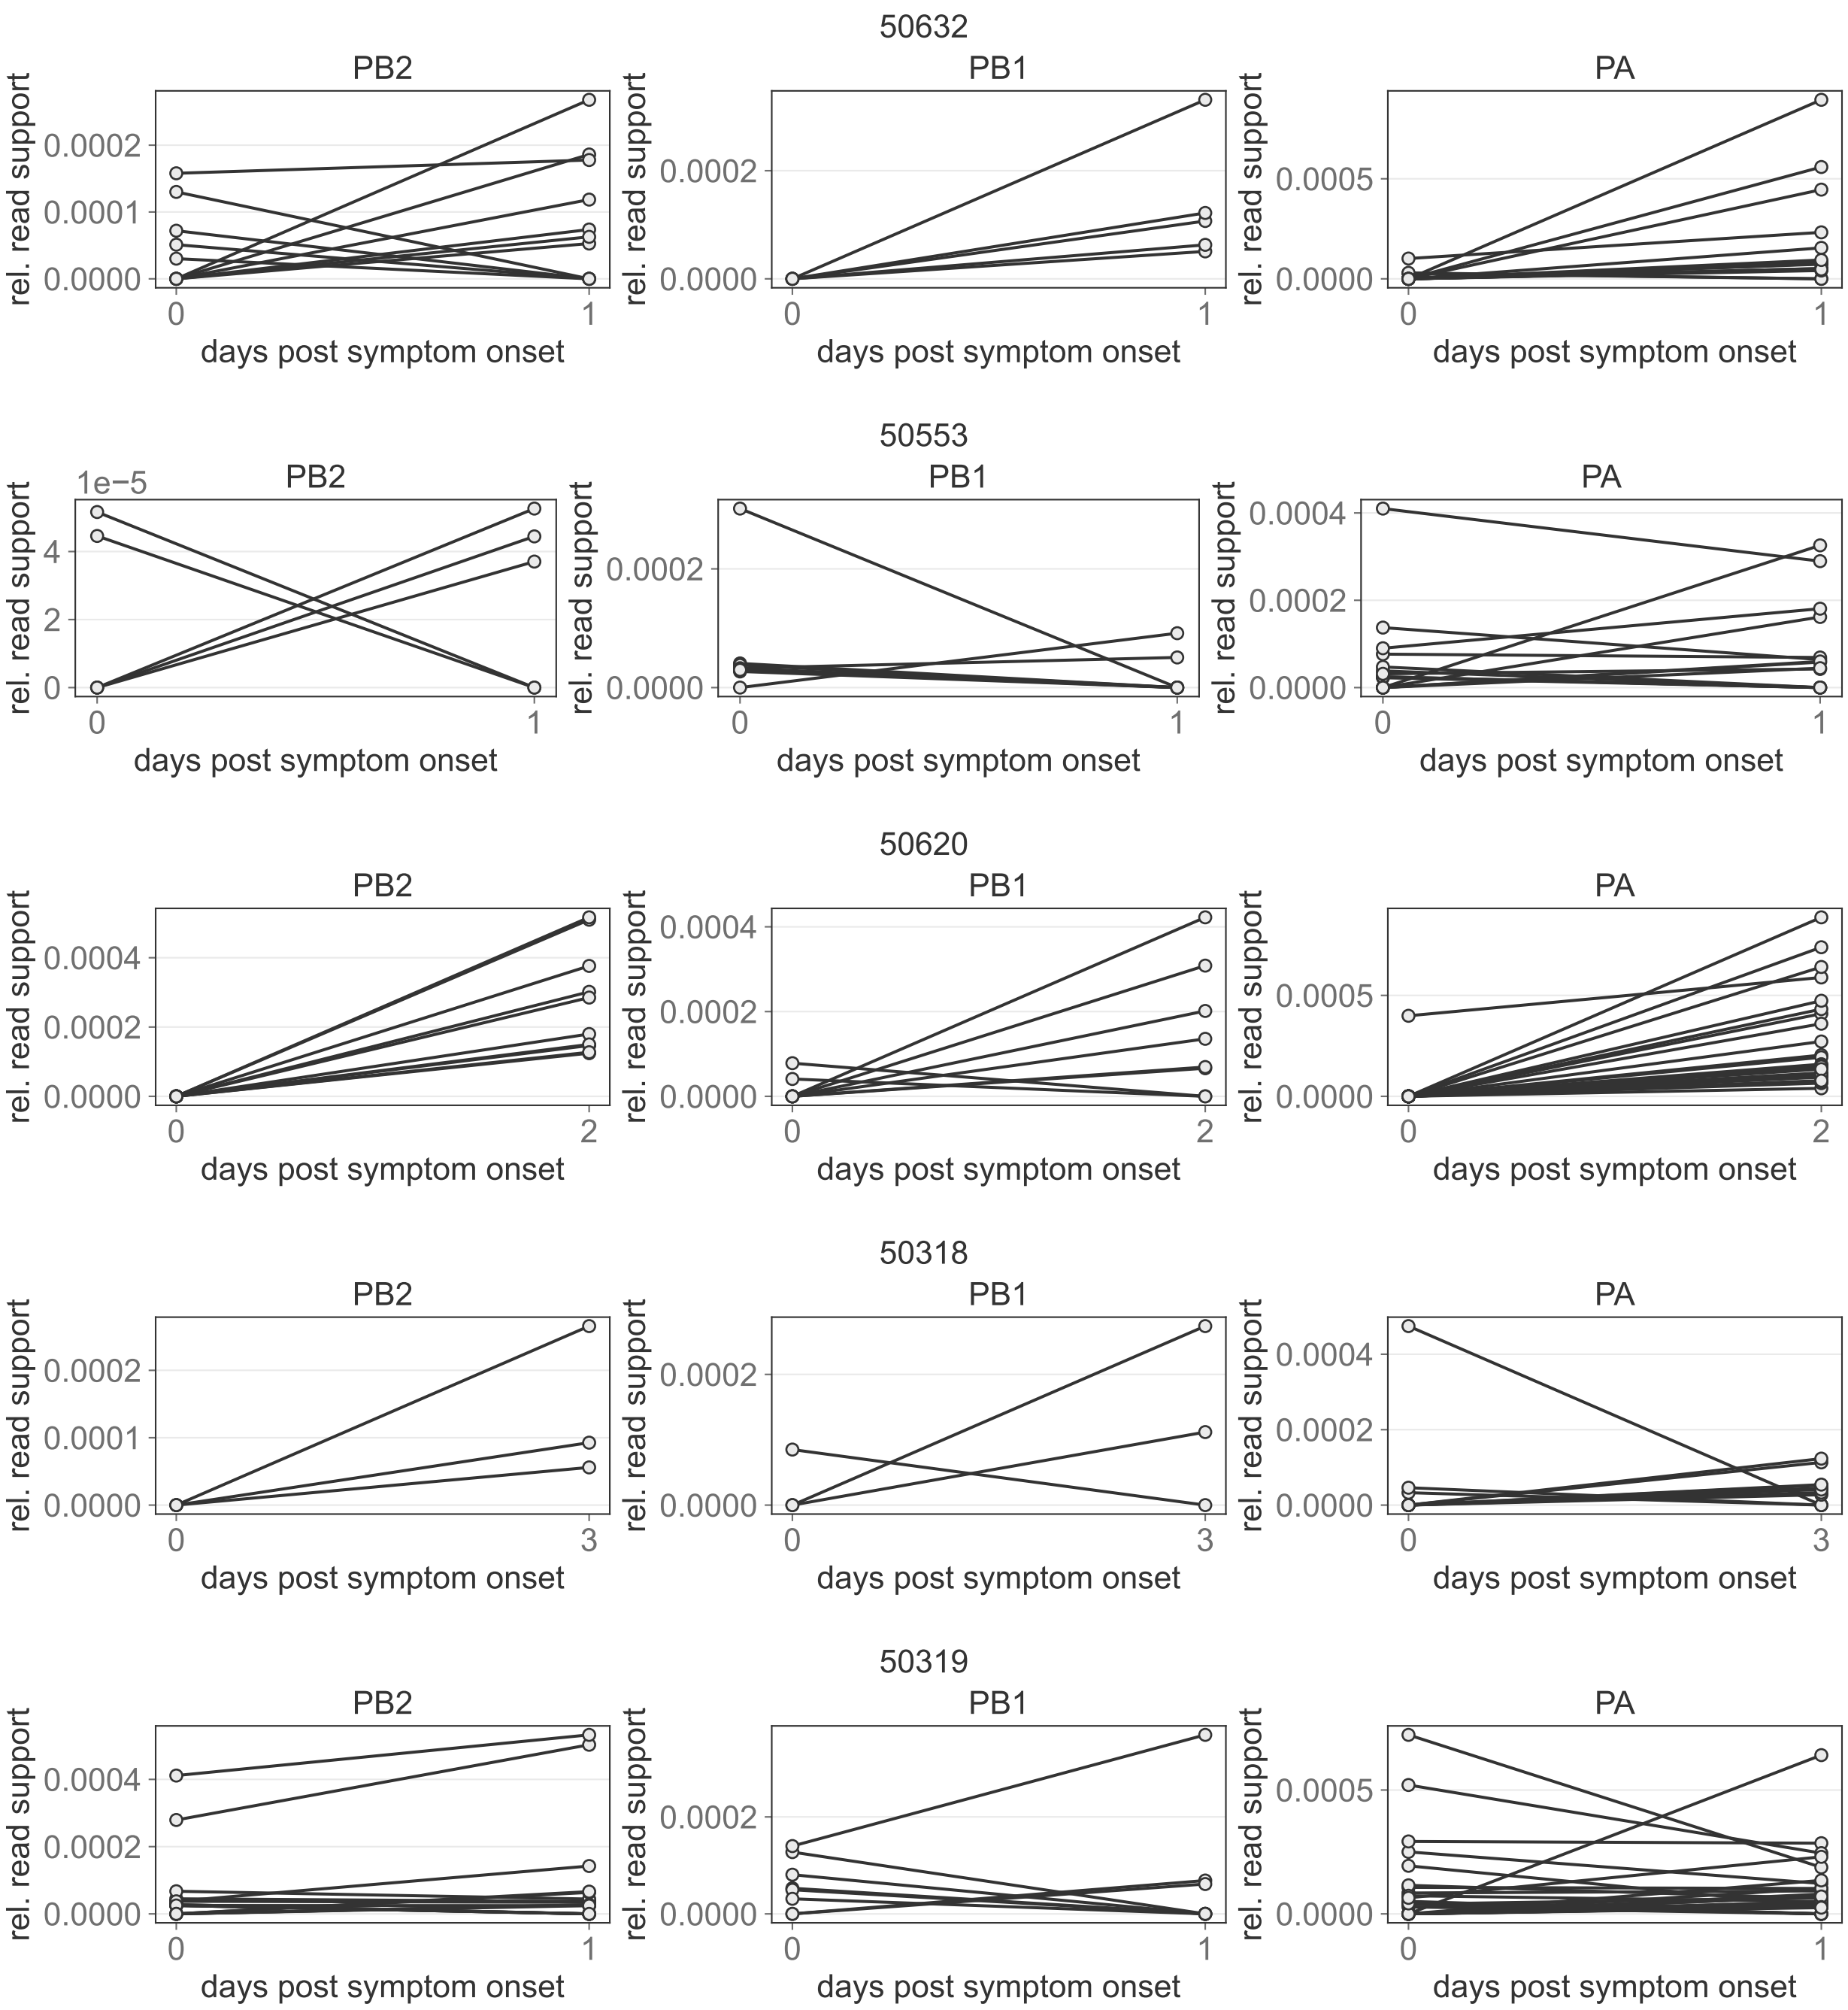 50632
PB2 PB1 PA
rel. read support rel. read support rel. read support
0.0002 0.0002 0.0005
0.0001
0.0000 0.0000 0.0000
0 1 0 1 0 1
days post symptom onset days post symptom onset days post symptom onset
50553
1e−5 PB2 PB1 PA
rel. read support rel. read support rel. read support
4 0.0002 0.0004
2 0.0002
0 0.0000 0.0000
0 1 0 1 0 1
days post symptom onset days post symptom onset days post symptom onset
50620
PB2 PB1 PA
rel. read support rel. read support rel. read support
0.0004 0.0004 0.0005
0.0002 0.0002
0.0000 0.0000 0.0000
0 2 0 2 0 2
days post symptom onset days post symptom onset days post symptom onset
50318
PB2 PB1 PA
rel. read support rel. read support rel. read support
0.0002 0.0002 0.0004
0.0001 0.0002
0.0000 0.0000 0.0000
0 3 0 3 0 3
days post symptom onset days post symptom onset days post symptom onset
50319
PB2 PB1 PA
rel. read support rel. read support rel. read support
0.0004 0.0002 0.0005
0.0002
0.0000 0.0000 0.0000
0 1 0 1 0 1
days post symptom onset days post symptom onset days post symptom onset